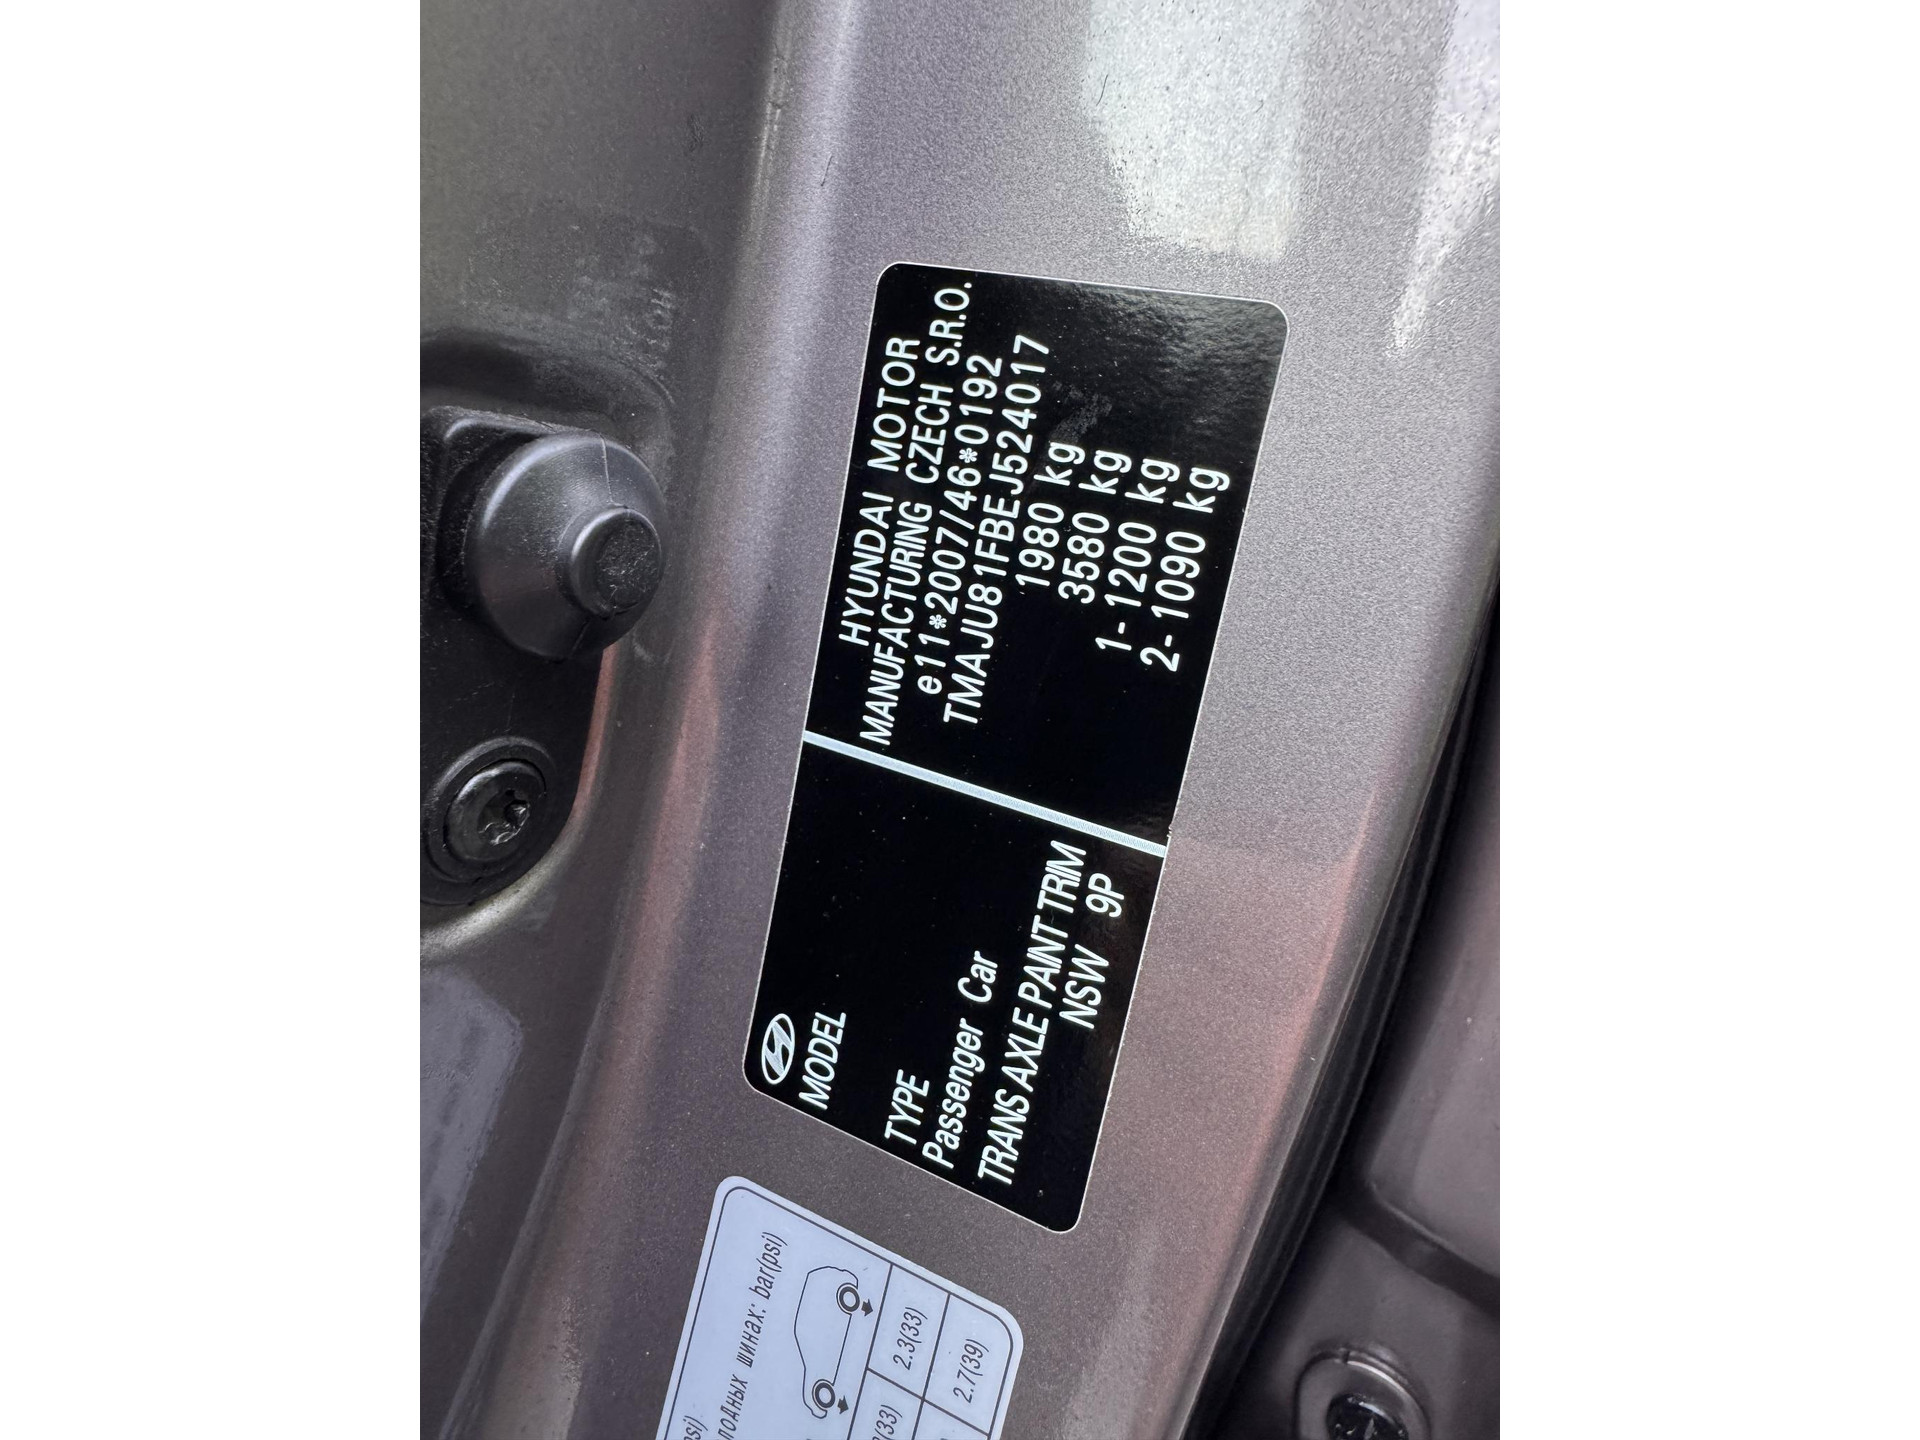 HYUNDAI MOTOR
MANUFACTURING CZECH S.R.O.
e11*2007/46*0192
TMAJU81FBEJ524017
1980 kg
3580 kg
1- 1200 kg
2- 1090 kg
MODEL
TYPE
Passenger Car
TRANS AXLE PAINT TRIM
NSW 9P
шинах: bar(psi)
2.3(33)
2.7(39)